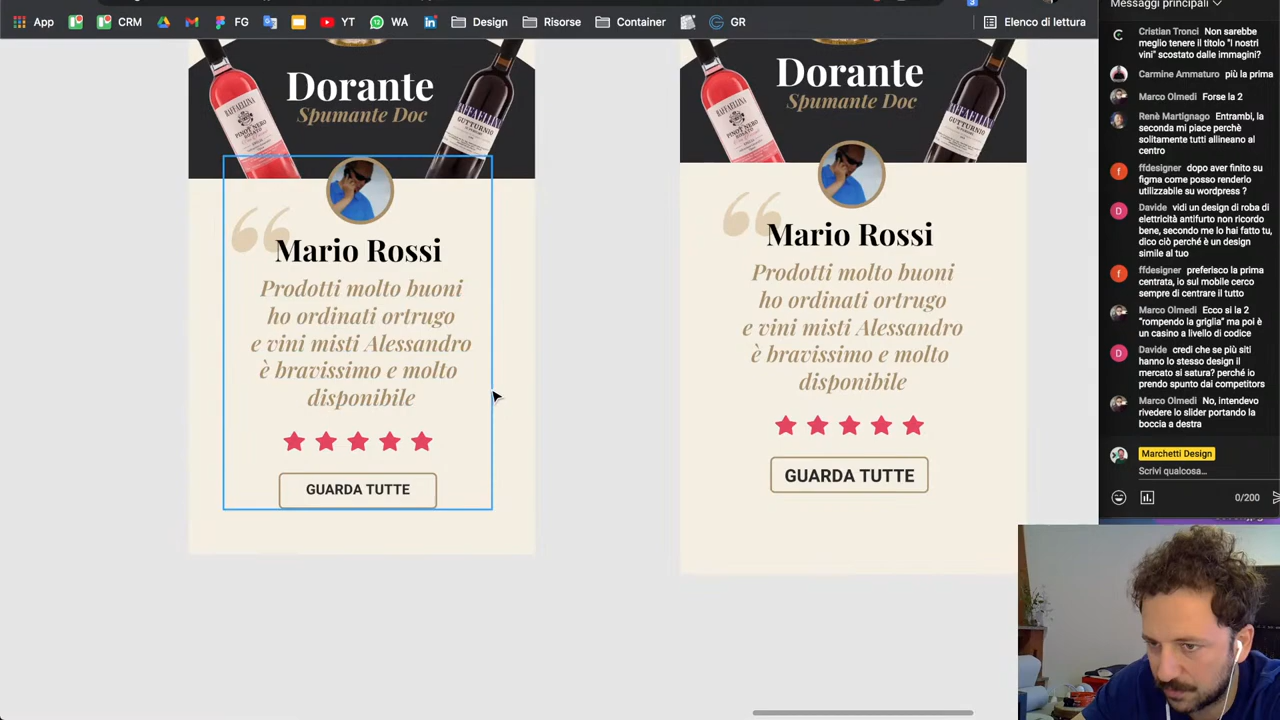 App
CRM
FG
YT
WA
Design
Risorse
Container
GR
Elenco di lettura
Messaggi principali
Dorante
Spumante Doc
RAFFAELLINI
PINOT NERO
GUTTURNIO
Mario Rossi
Prodotti molto buoni
ho ordinati ortrugo
e vini misti Alessandro
è bravissimo e molto
disponibile
GUARDA TUTTE
Dorante
Spumante Doc
RAFFAELLINI
PINOT NERO
GUTTURNIO
Mario Rossi
Prodotti molto buoni
ho ordinati ortrugo
e vini misti Alessandro
è bravissimo e molto
disponibile
GUARDA TUTTE
Cristian Tronci Non sarebbe
meglio tenere il titolo "I nostri
vini" scostato dalle immagini?
Carmine Ammaturo più la prima
Marco Olmedi Forse la 2
Renè Martignago Entrambi, la
seconda mi piace perchè
solitamente tutti allineano al
centro
ffdesigner dopo aver finito su
figma come posso renderlo
utilizzabile su wordpress ?
Davide vidi un design di roba di
elettricità antifurto non ricordo
bene, secondo me lo hai fatto tu,
dico ciò perché è un design
simile al tuo
ffdesigner preferisco la prima
centrata, io sul mobile cerco
sempre di centrare il tutto
Marco Olmedi Ecco si la 2
"rompendo la griglia" ma poi è
un casino a livello di codice
Davide credi che se più siti
hanno lo stesso design il
mercato si satura? perché io
prendo spunto dai competitors
Marco Olmedi No, intendevo
rivedere lo slider portando la
boccia a destra
Marchetti Design
Scrivi qualcosa...
0/200